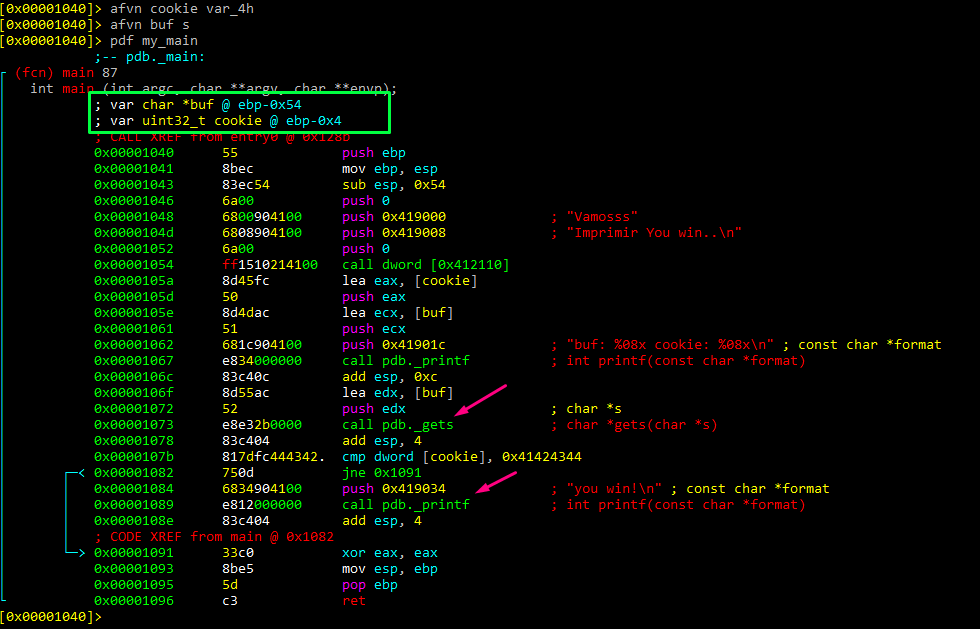 [0x00001040]> afvn cookie var_4h
[0x00001040]> afvn buf s
[0x00001040]> pdf my_main
;-- pdb._main:
(fcn) main 87
int main (int argc, char **argv, char **envp);
; var char *buf @ ebp-0x54
; var uint32_t cookie @ ebp-0x4
; CALL XREF from entry0 @ 0x128b
0x00001040 55 push ebp
0x00001041 8bec mov ebp, esp
0x00001043 83ec54 sub esp, 0x54
0x00001046 6a00 push 0
0x00001048 6800904100 push 0x419000 ; "Vamosss"
0x0000104d 6808904100 push 0x419008 ; "Imprimir You win..\n"
0x00001052 6a00 push 0
0x00001054 ff1510214100 call dword [0x412110]
0x0000105a 8d45fc lea eax, [cookie]
0x0000105d 50 push eax
0x0000105e 8d4dac lea ecx, [buf]
0x00001061 51 push ecx
0x00001062 681c904100 push 0x41901c ; "buf: %08x cookie: %08x\n" ; const char *format
0x00001067 e834000000 call pdb._printf ; int printf(const char *format)
0x0000106c 83c40c add esp, 0xc
0x0000106f 8d55ac lea edx, [buf]
0x00001072 52 push edx ; char *s
0x00001073 e8e32b0000 call pdb._gets ; char *gets(char *s)
0x00001078 83c404 add esp, 4
0x0000107b 817dfc444342. cmp dword [cookie], 0x41424344
0x00001082 750d jne 0x1091
0x00001084 6834904100 push 0x419034 ; "you win!\n" ; const char *format
0x00001089 e812000000 call pdb._printf ; int printf(const char *format)
0x0000108e 83c404 add esp, 4
; CODE XREF from main @ 0x1082
0x00001091 33c0 xor eax, eax
0x00001093 8be5 mov esp, ebp
0x00001095 5d pop ebp
0x00001096 c3 ret
[0x00001040]>